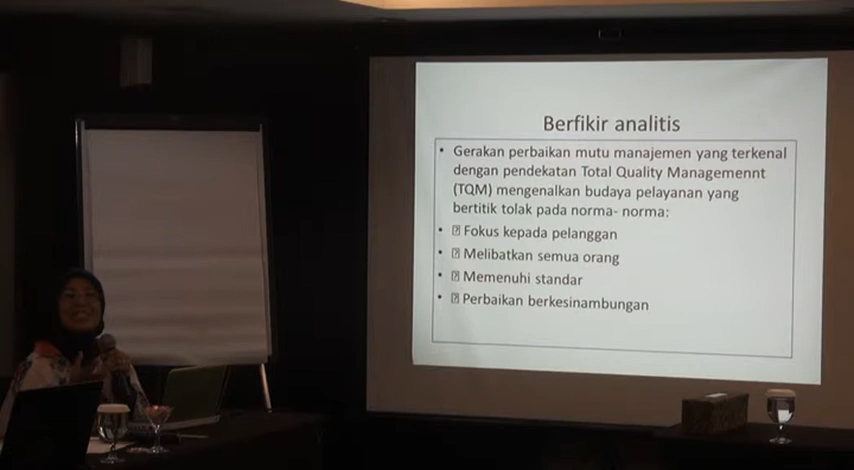 Berfikir analitis
• Gerakan perbaikan mutu manajemen yang terkenal
dengan pendekatan Total Quality Managemennt
(TQM) mengenalkan budaya pelayanan yang
bertitik tolak pada norma- norma:
• Fokus kepada pelanggan
• Melibatkan semua orang
• Memenuhi standar
• Perbaikan berkesinambungan